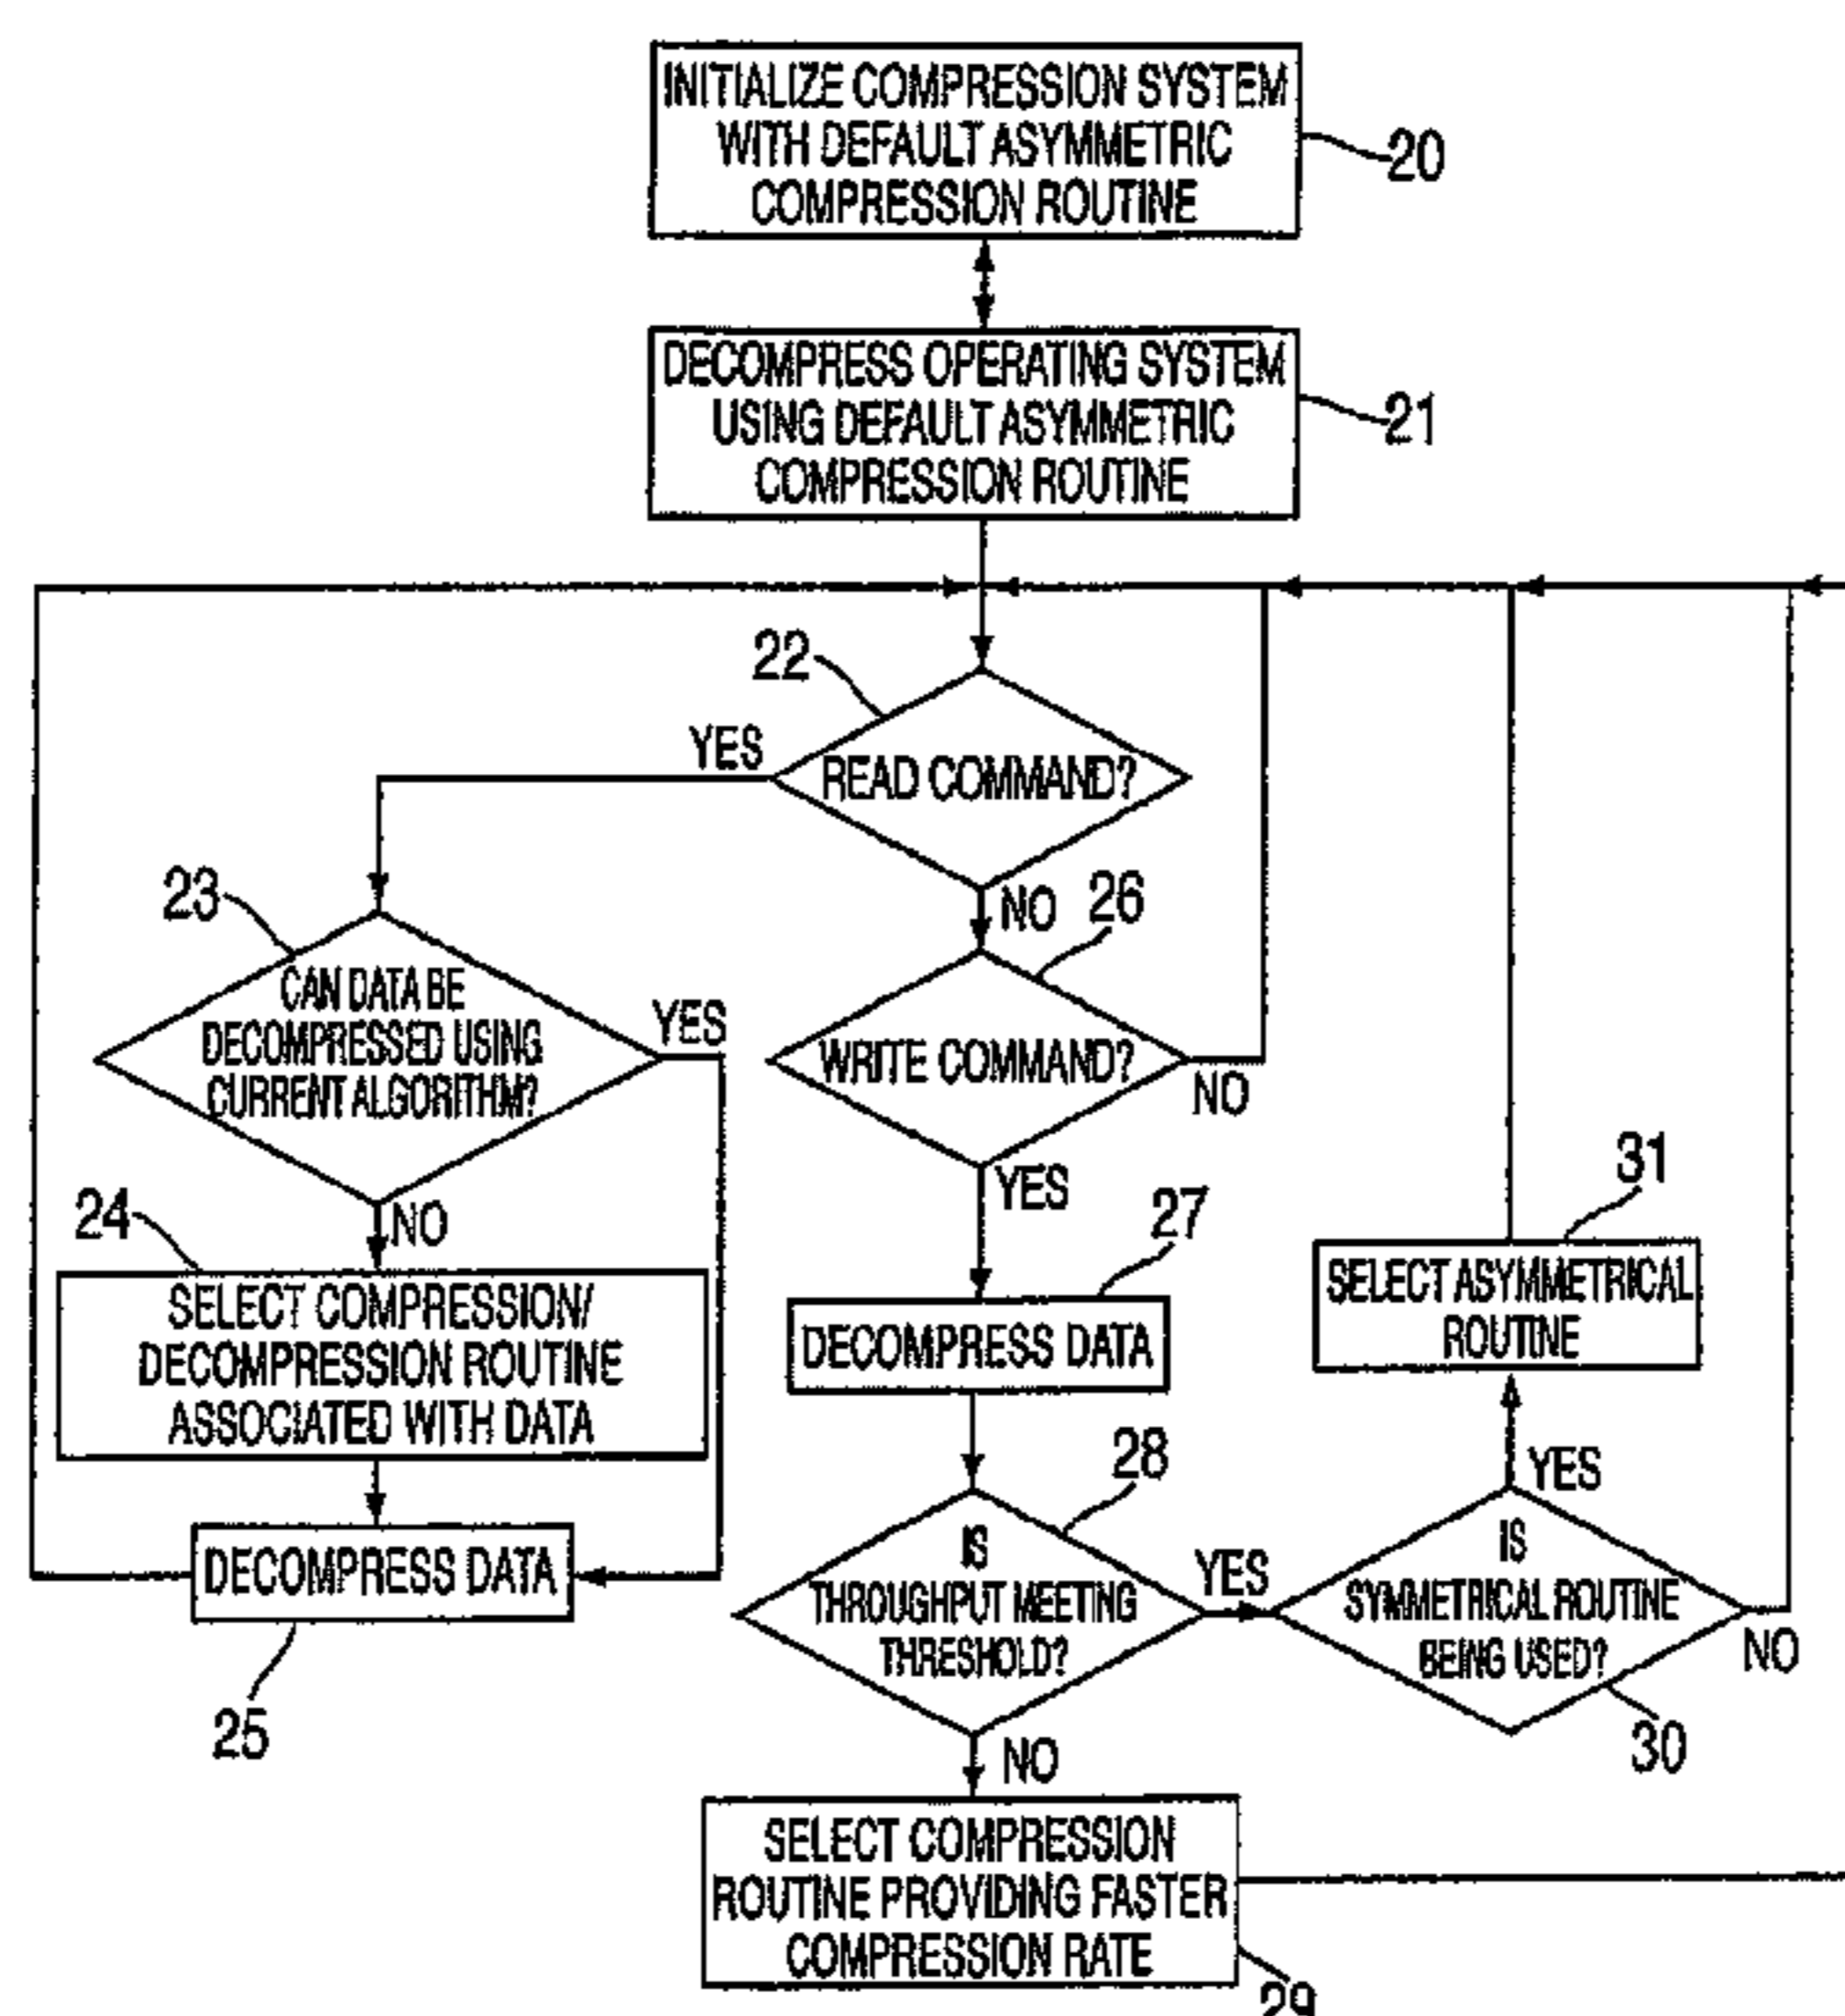 INITIALIZE COMPRESSION SYSTEM
WITH DEFAULT ASYMMETRIC
COMPRESSION ROUTINE
20
DECOMPRESS OPERATING SYSTEM
USING DEFAULT ASYMMETRIC
COMPRESSION ROUTINE
21
22
YES
READ COMMAND?
NO
23
CAN DATA BE
DECOMPRESSED USING
CURRENT ALGORITHM?
YES
NO
24
SELECT COMPRESSION/
DECOMPRESSION ROUTINE
ASSOCIATED WITH DATA
DECOMPRESS DATA
25
26
WRITE COMMAND?
NO
YES
27
DECOMPRESS DATA
28
IS
THROUGHPUT MEETING
THRESHOLD?
YES
NO
SELECT COMPRESSION
ROUTINE PROVIDING FASTER
COMPRESSION RATE
29
IS
SYMMETRICAL ROUTINE
BEING USED?
30
NO
YES
31
SELECT ASYMMETRICAL
ROUTINE